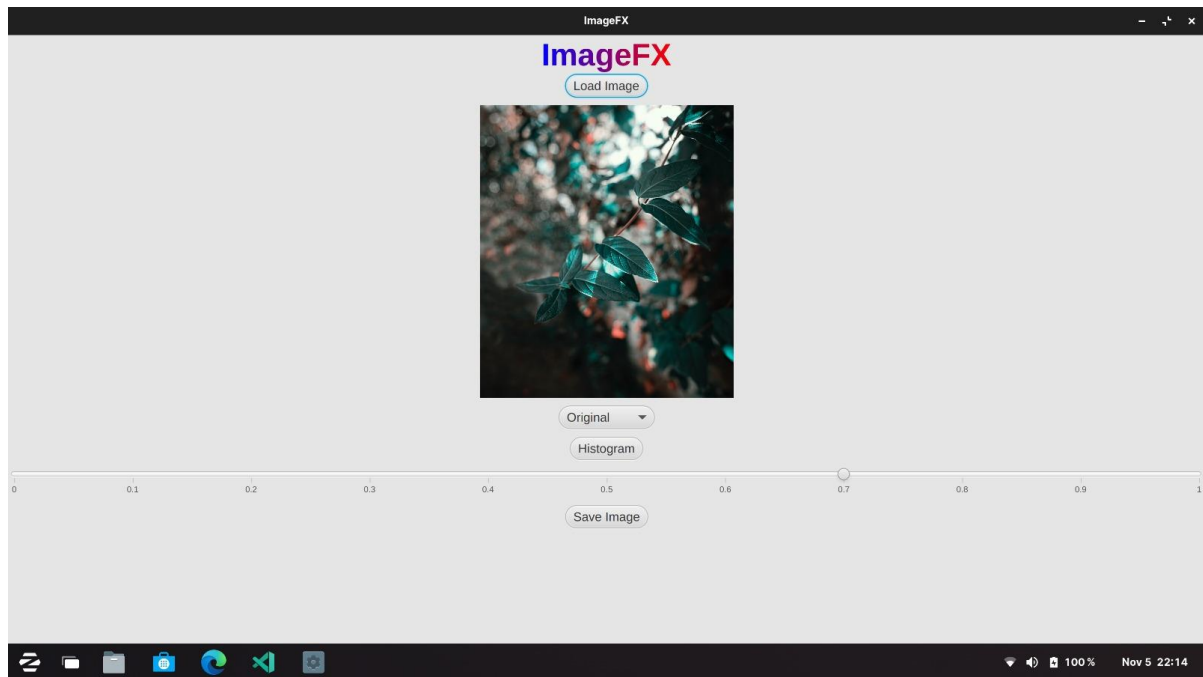 ImageFX
ImageFX
Load Image
Original
Histogram
0 0.1 0.2 0.3 0.4 0.5 0.6 0.7 0.8 0.9 1
Save Image
100% Nov 5 22:14